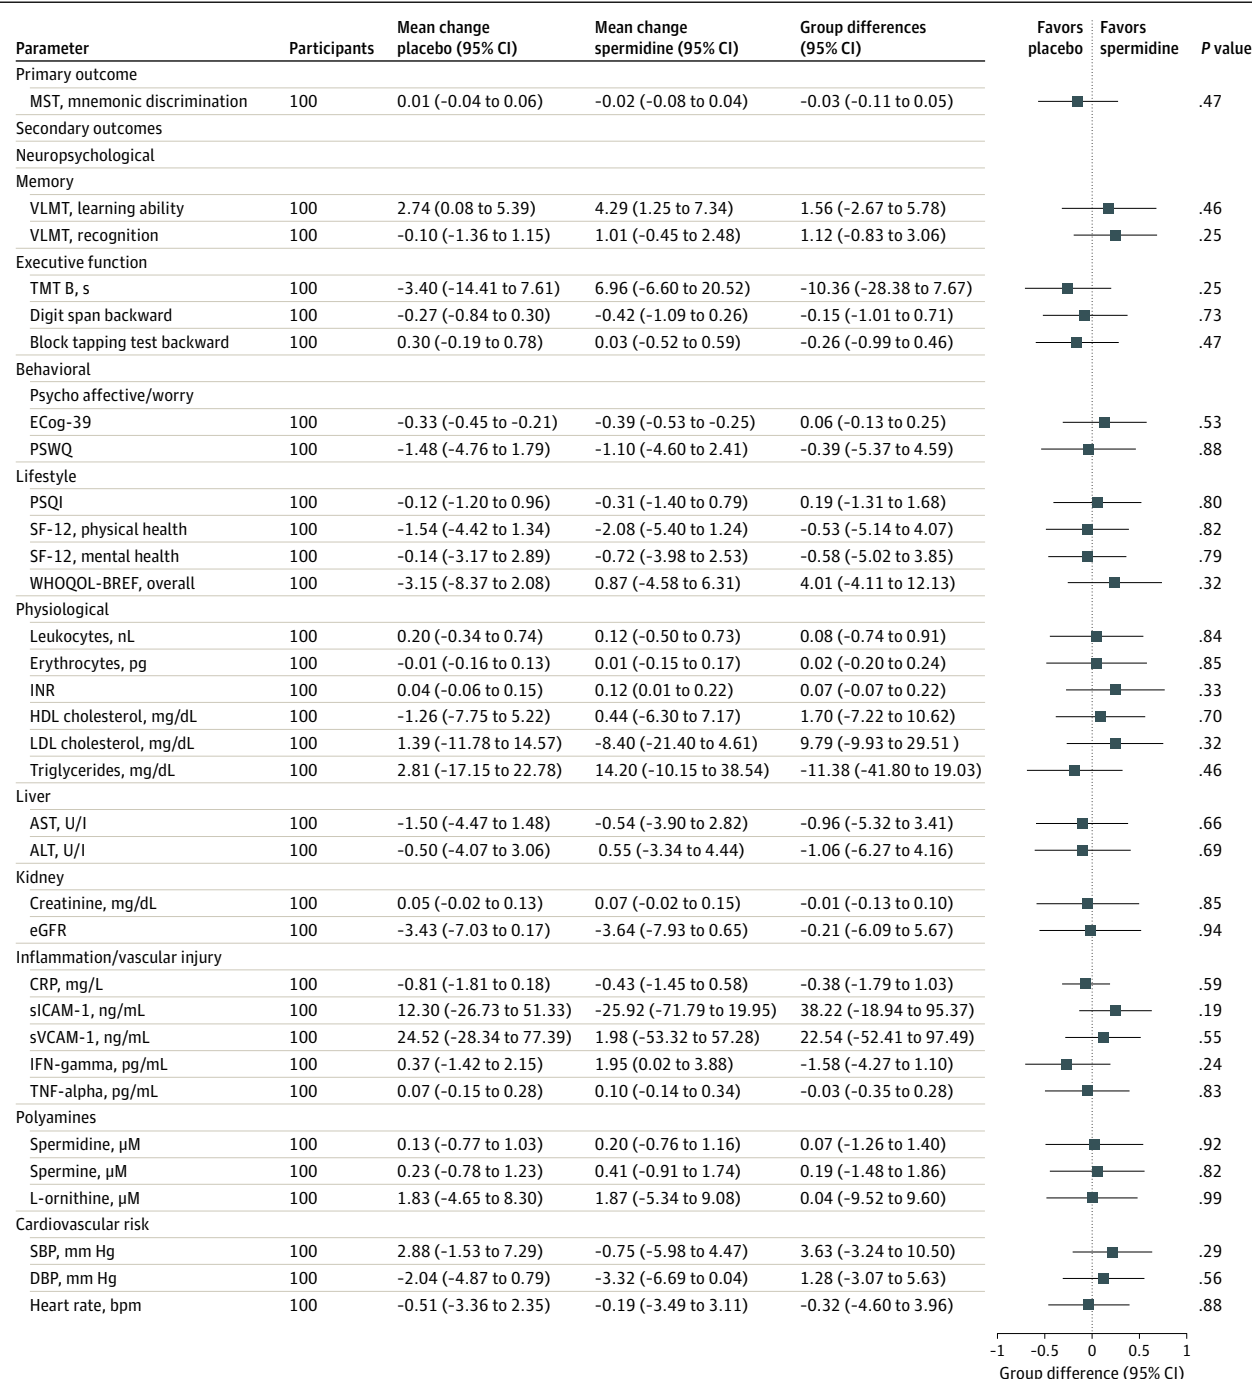 Parameter Participants Mean change placebo (95% CI) Mean change spermidine (95% CI) Group differences (95% CI) Favors placebo Favors spermidine P value
Primary outcome
MST, mnemonic discrimination 100 0.01 (-0.04 to 0.06) -0.02 (-0.08 to 0.04) -0.03 (-0.11 to 0.05) .47
Secondary outcomes
Neuropsychological
Memory
VLMT, learning ability 100 2.74 (0.08 to 5.39) 4.29 (1.25 to 7.34) 1.56 (-2.67 to 5.78) .46
VLMT, recognition 100 -0.10 (-1.36 to 1.15) 1.01 (-0.45 to 2.48) 1.12 (-0.83 to 3.06) .25
Executive function
TMT B, s 100 -3.40 (-14.41 to 7.61) 6.96 (-6.60 to 20.52) -10.36 (-28.38 to 7.67) .25
Digit span backward 100 -0.27 (-0.84 to 0.30) -0.42 (-1.09 to 0.26) -0.15 (-1.01 to 0.71) .73
Block tapping test backward 100 0.30 (-0.19 to 0.78) 0.03 (-0.52 to 0.59) -0.26 (-0.99 to 0.46) .47
Behavioral
Psycho affective/worry
ECog-39 100 -0.33 (-0.45 to -0.21) -0.39 (-0.53 to -0.25) 0.06 (-0.13 to 0.25) .53
PSWQ 100 -1.48 (-4.76 to 1.79) -1.10 (-4.60 to 2.41) -0.39 (-5.37 to 4.59) .88
Lifestyle
PSQI 100 -0.12 (-1.20 to 0.96) -0.31 (-1.40 to 0.79) 0.19 (-1.31 to 1.68) .80
SF-12, physical health 100 -1.54 (-4.42 to 1.34) -2.08 (-5.40 to 1.24) -0.53 (-5.14 to 4.07) .82
SF-12, mental health 100 -0.14 (-3.17 to 2.89) -0.72 (-3.98 to 2.53) -0.58 (-5.02 to 3.85) .79
WHOQOL-BREF, overall 100 -3.15 (-8.37 to 2.08) 0.87 (-4.58 to 6.31) 4.01 (-4.11 to 12.13) .32
Physiological
Leukocytes, nL 100 0.20 (-0.34 to 0.74) 0.12 (-0.50 to 0.73) 0.08 (-0.74 to 0.91) .84
Erythrocytes, pg 100 -0.01 (-0.16 to 0.13) 0.01 (-0.15 to 0.17) 0.02 (-0.20 to 0.24) .85
INR 100 0.04 (-0.06 to 0.15) 0.12 (0.01 to 0.22) 0.07 (-0.07 to 0.22) .33
HDL cholesterol, mg/dL 100 -1.26 (-7.75 to 5.22) 0.44 (-6.30 to 7.17) 1.70 (-7.22 to 10.62) .70
LDL cholesterol, mg/dL 100 1.39 (-11.78 to 14.57) -8.40 (-21.40 to 4.61) 9.79 (-9.93 to 29.51 ) .32
Triglycerides, mg/dL 100 2.81 (-17.15 to 22.78) 14.20 (-10.15 to 38.54) -11.38 (-41.80 to 19.03) .46
Liver
AST, U/I 100 -1.50 (-4.47 to 1.48) -0.54 (-3.90 to 2.82) -0.96 (-5.32 to 3.41) .66
ALT, U/I 100 -0.50 (-4.07 to 3.06) 0.55 (-3.34 to 4.44) -1.06 (-6.27 to 4.16) .69
Kidney
Creatinine, mg/dL 100 0.05 (-0.02 to 0.13) 0.07 (-0.02 to 0.15) -0.01 (-0.13 to 0.10) .85
eGFR 100 -3.43 (-7.03 to 0.17) -3.64 (-7.93 to 0.65) -0.21 (-6.09 to 5.67) .94
Inflammation/vascular injury
CRP, mg/L 100 -0.81 (-1.81 to 0.18) -0.43 (-1.45 to 0.58) -0.38 (-1.79 to 1.03) .59
sICAM-1, ng/mL 100 12.30 (-26.73 to 51.33) -25.92 (-71.79 to 19.95) 38.22 (-18.94 to 95.37) .19
sVCAM-1, ng/mL 100 24.52 (-28.34 to 77.39) 1.98 (-53.32 to 57.28) 22.54 (-52.41 to 97.49) .55
IFN-gamma, pg/mL 100 0.37 (-1.42 to 2.15) 1.95 (0.02 to 3.88) -1.58 (-4.27 to 1.10) .24
TNF-alpha, pg/mL 100 0.07 (-0.15 to 0.28) 0.10 (-0.14 to 0.34) -0.03 (-0.35 to 0.28) .83
Polyamines
Spermidine, µM 100 0.13 (-0.77 to 1.03) 0.20 (-0.76 to 1.16) 0.07 (-1.26 to 1.40) .92
Spermine, µM 100 0.23 (-0.78 to 1.23) 0.41 (-0.91 to 1.74) 0.19 (-1.48 to 1.86) .82
L-ornithine, µM 100 1.83 (-4.65 to 8.30) 1.87 (-5.34 to 9.08) 0.04 (-9.52 to 9.60) .99
Cardiovascular risk
SBP, mm Hg 100 2.88 (-1.53 to 7.29) -0.75 (-5.98 to 4.47) 3.63 (-3.24 to 10.50) .29
DBP, mm Hg 100 -2.04 (-4.87 to 0.79) -3.32 (-6.69 to 0.04) 1.28 (-3.07 to 5.63) .56
Heart rate, bpm 100 -0.51 (-3.36 to 2.35) -0.19 (-3.49 to 3.11) -0.32 (-4.60 to 3.96) .88
-1 -0.5 0 0.5 1
Group difference (95% CI)